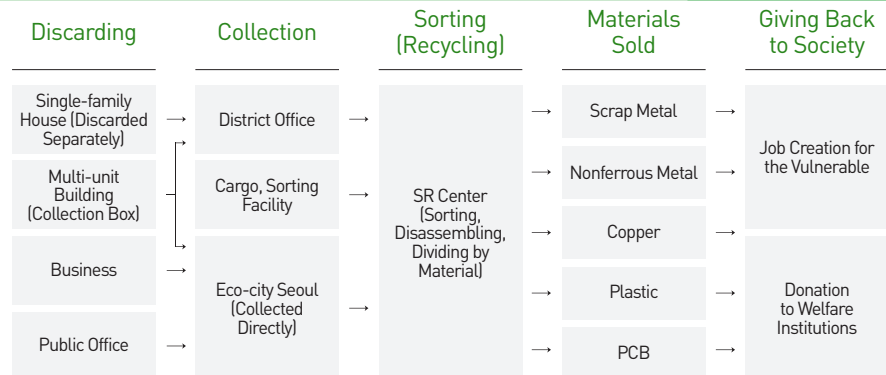 Discarding
Collection
Sorting
(Recycling)
Materials
Sold
Giving Back
to Society
Single-family
House (Discarded
Separately)
Multi-unit
Building
(Collection Box)
Business
Public Office
District Office
Cargo, Sorting
Facility
Eco-city Seoul
(Collected
Directly)
SR Center
(Sorting,
Disassembling,
Dividing by
Material)
Scrap Metal
Nonferrous Metal
Copper
Plastic
PCB
Job Creation for
the Vulnerable
Donation
to Welfare
Institutions